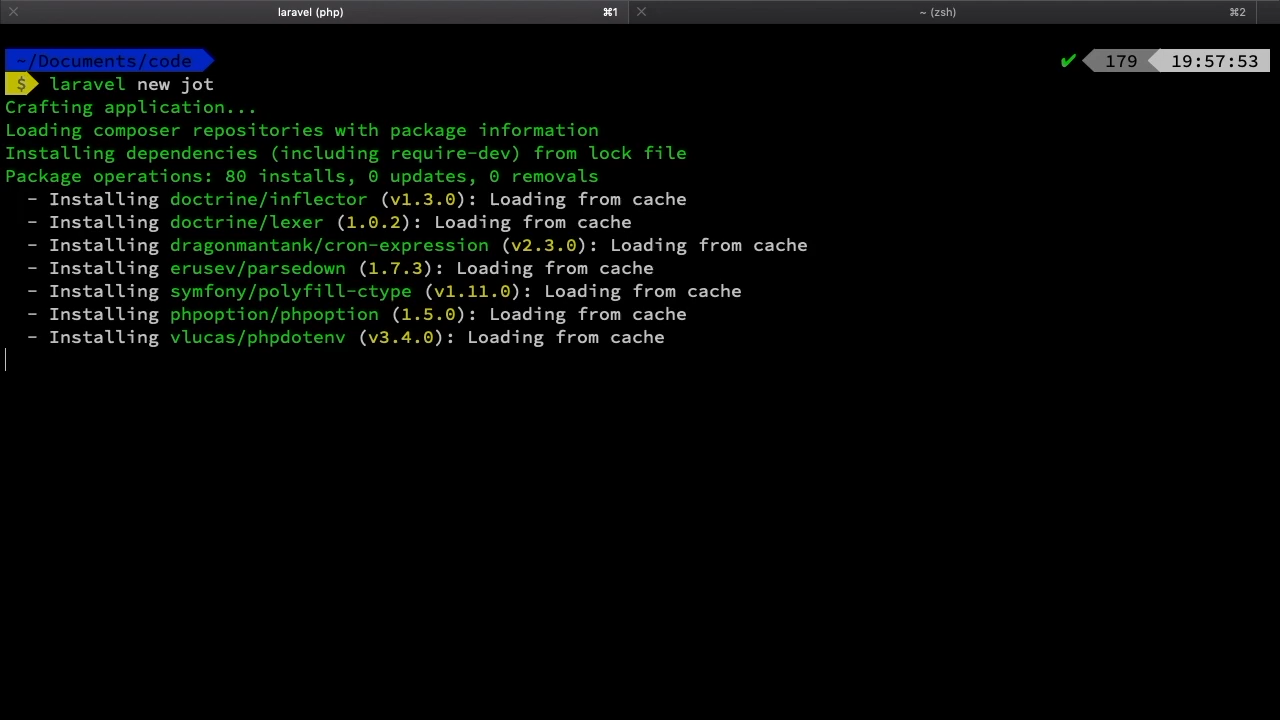 laravel (php) ⌘1 ~ (zsh) ⌘2
~/Documents/code ✔ 179 19:57:53
$ laravel new jot
Crafting application...
Loading composer repositories with package information
Installing dependencies (including require-dev) from lock file
Package operations: 80 installs, 0 updates, 0 removals
- Installing doctrine/inflector (v1.3.0): Loading from cache
- Installing doctrine/lexer (1.0.2): Loading from cache
- Installing dragonmantank/cron-expression (v2.3.0): Loading from cache
- Installing erusev/parsedown (1.7.3): Loading from cache
- Installing symfony/polyfill-ctype (v1.11.0): Loading from cache
- Installing phpoption/phpoption (1.5.0): Loading from cache
- Installing vlucas/phpdotenv (v3.4.0): Loading from cache